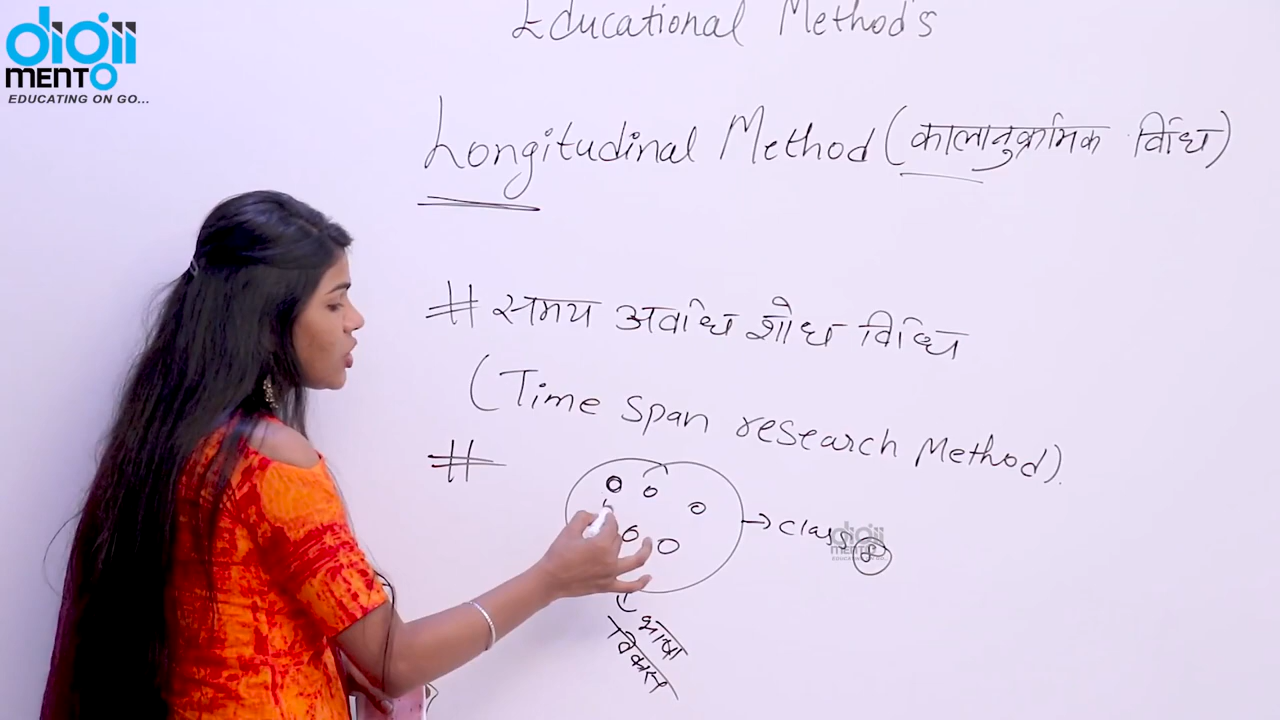 digii
MENTO
EDUCATING ON GO...
Educational Method's
Longitudinal Method (कालानुक्रमिक विधि)
# समय अवधि शोध विधि
(Time Span research Method).
#
→ Class
भाषा
विकास